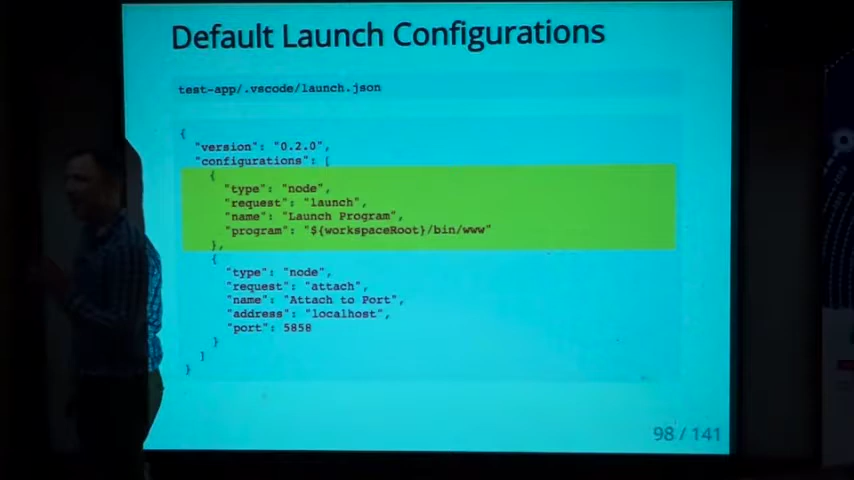 Default Launch Configurations
test-app/.vscode/launch.json
{
"version": "0.2.0",
"configurations": [
{
"type": "node",
"request": "launch",
"name": "Launch Program",
"program": "${workspaceRoot}/bin/www"
},
{
"type": "node",
"request": "attach",
"name": "Attach to Port",
"address": "localhost",
"port": 5858
}
]
}
98 / 141